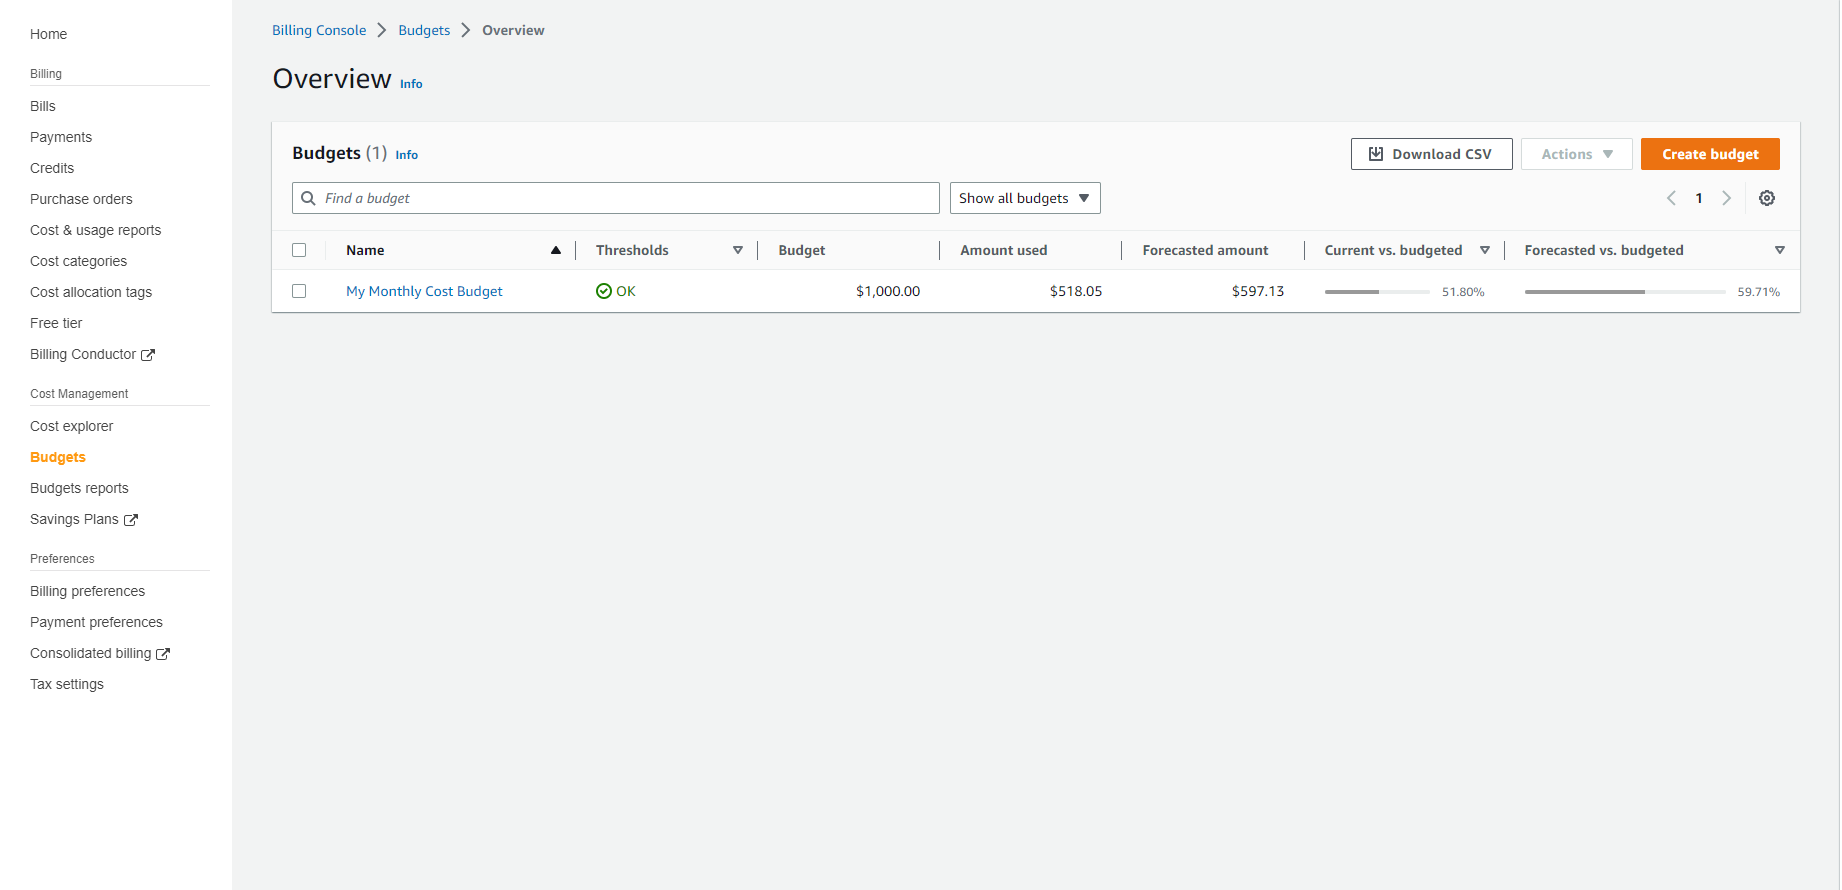 Home
Billing
Bills
Payments
Credits
Purchase orders
Cost & usage reports
Cost categories
Cost allocation tags
Free tier
Billing Conductor
Cost Management
Cost explorer
Budgets
Budgets reports
Savings Plans
Preferences
Billing preferences
Payment preferences
Consolidated billing
Tax settings
Billing Console Budgets Overview
Overview Info
Budgets (1) Info Download CSV Actions Create budget
Find a budget Show all budgets 1
Name Thresholds Budget Amount used Forecasted amount Current vs. budgeted Forecasted vs. budgeted
My Monthly Cost Budget OK $1,000.00 $518.05 $597.13 51.80% 59.71%